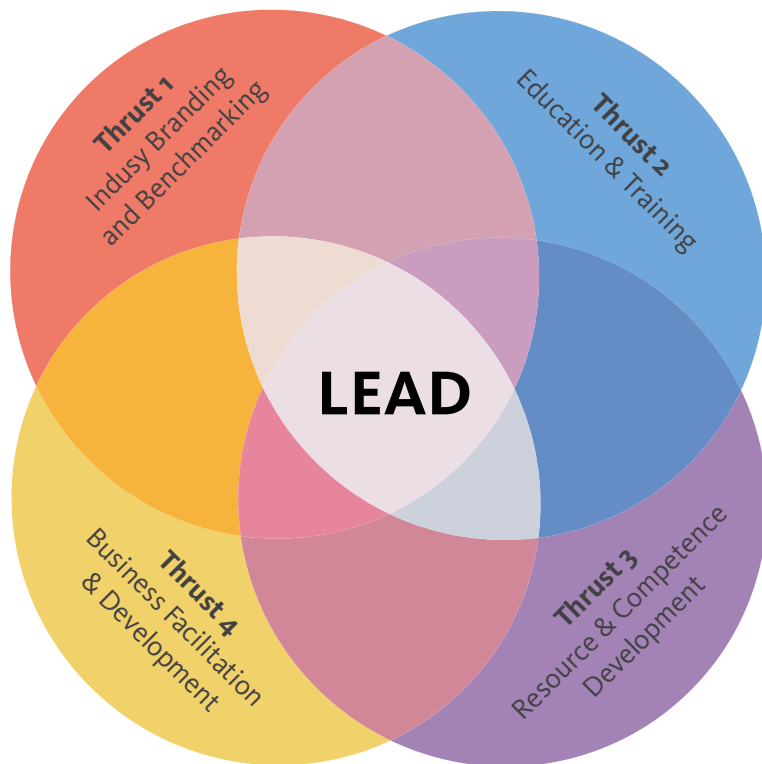 Thrust 1
Indusy Branding
and Benchmarking
Thrust 2
Education & Training
LEAD
Thrust 3
Resource & Competence
Development
Thrust 4
Business Facilitation
& Development